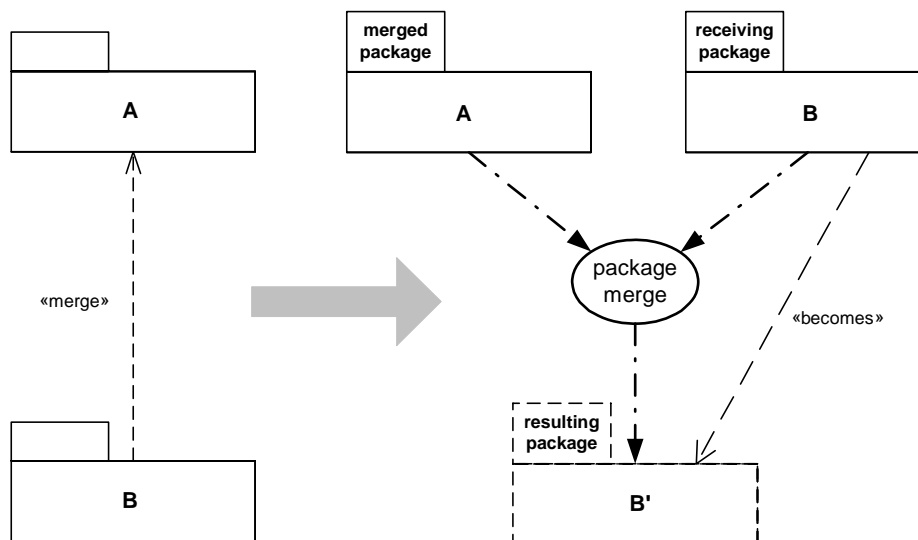 A
«merge»
B
merged
package
A
receiving
package
B
package
merge
«becomes»
resulting
package
B'